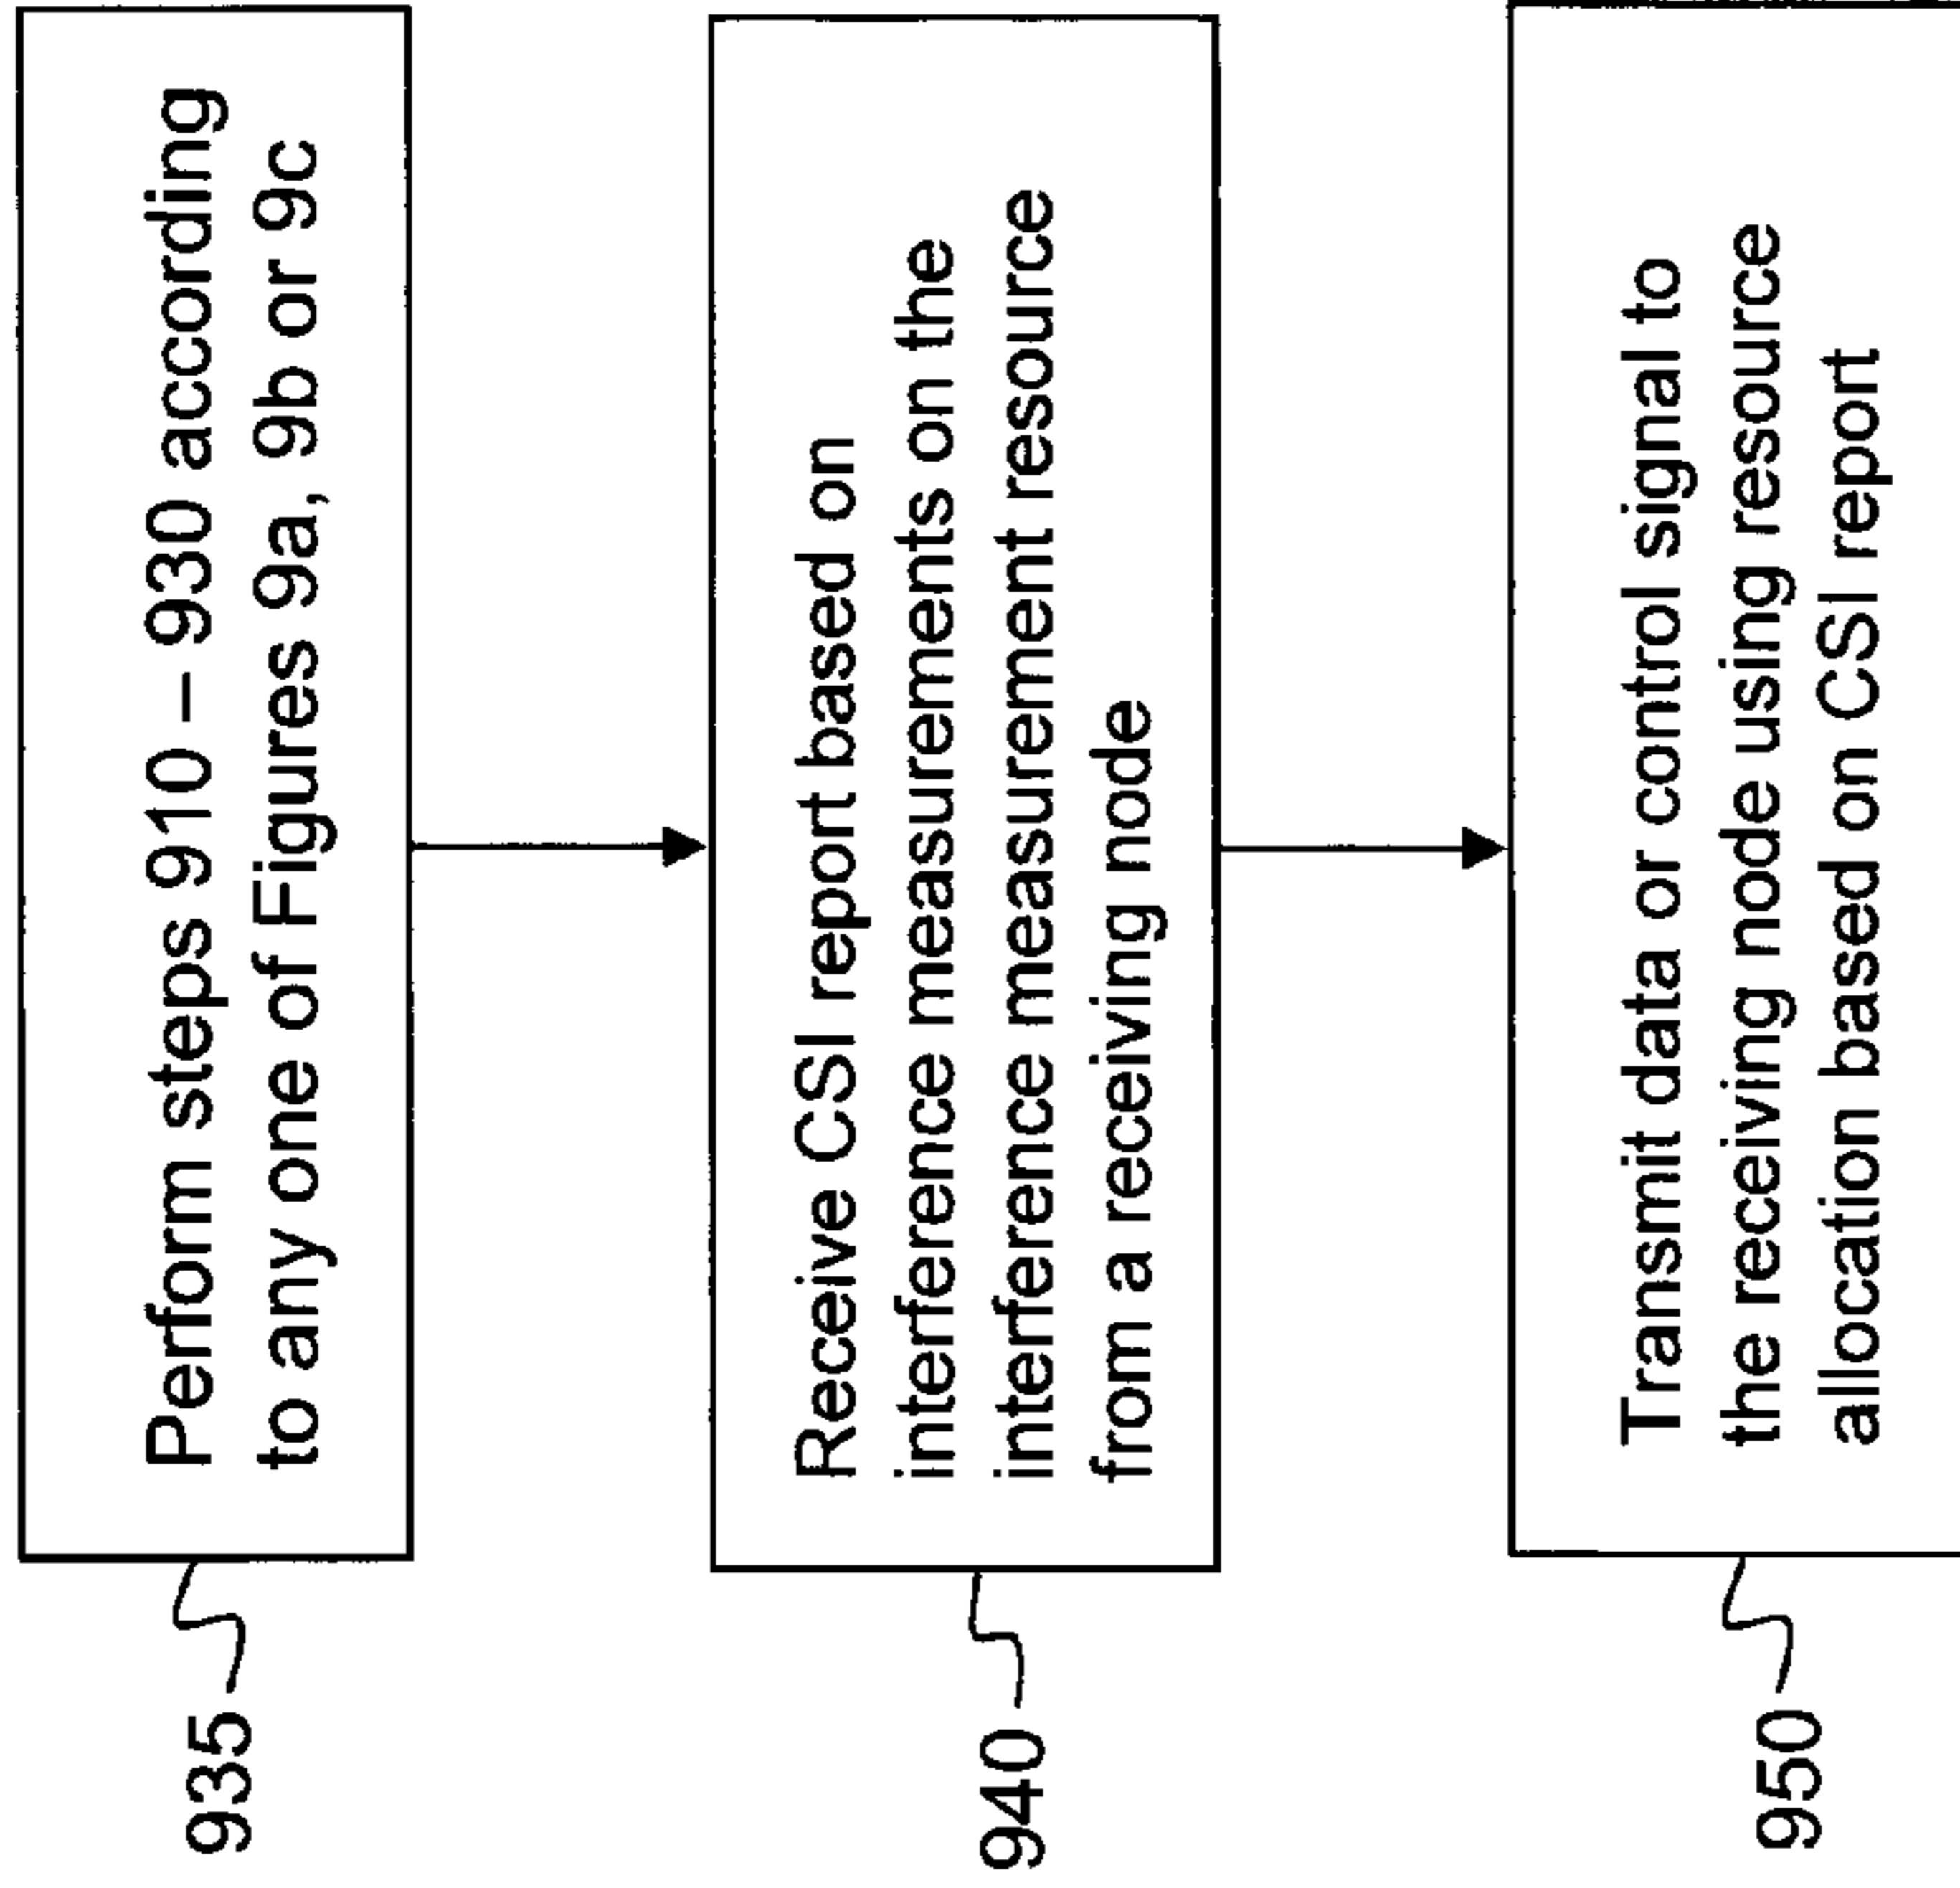 935
Perform steps 910 – 930 according
to any one of Figures 9a, 9b or 9c
940
Receive CSI report based on
interference measurements on the
interference measurement resource
from a receiving node
950
Transmit data or control signal to
the receiving node using resource
allocation based on CSI report